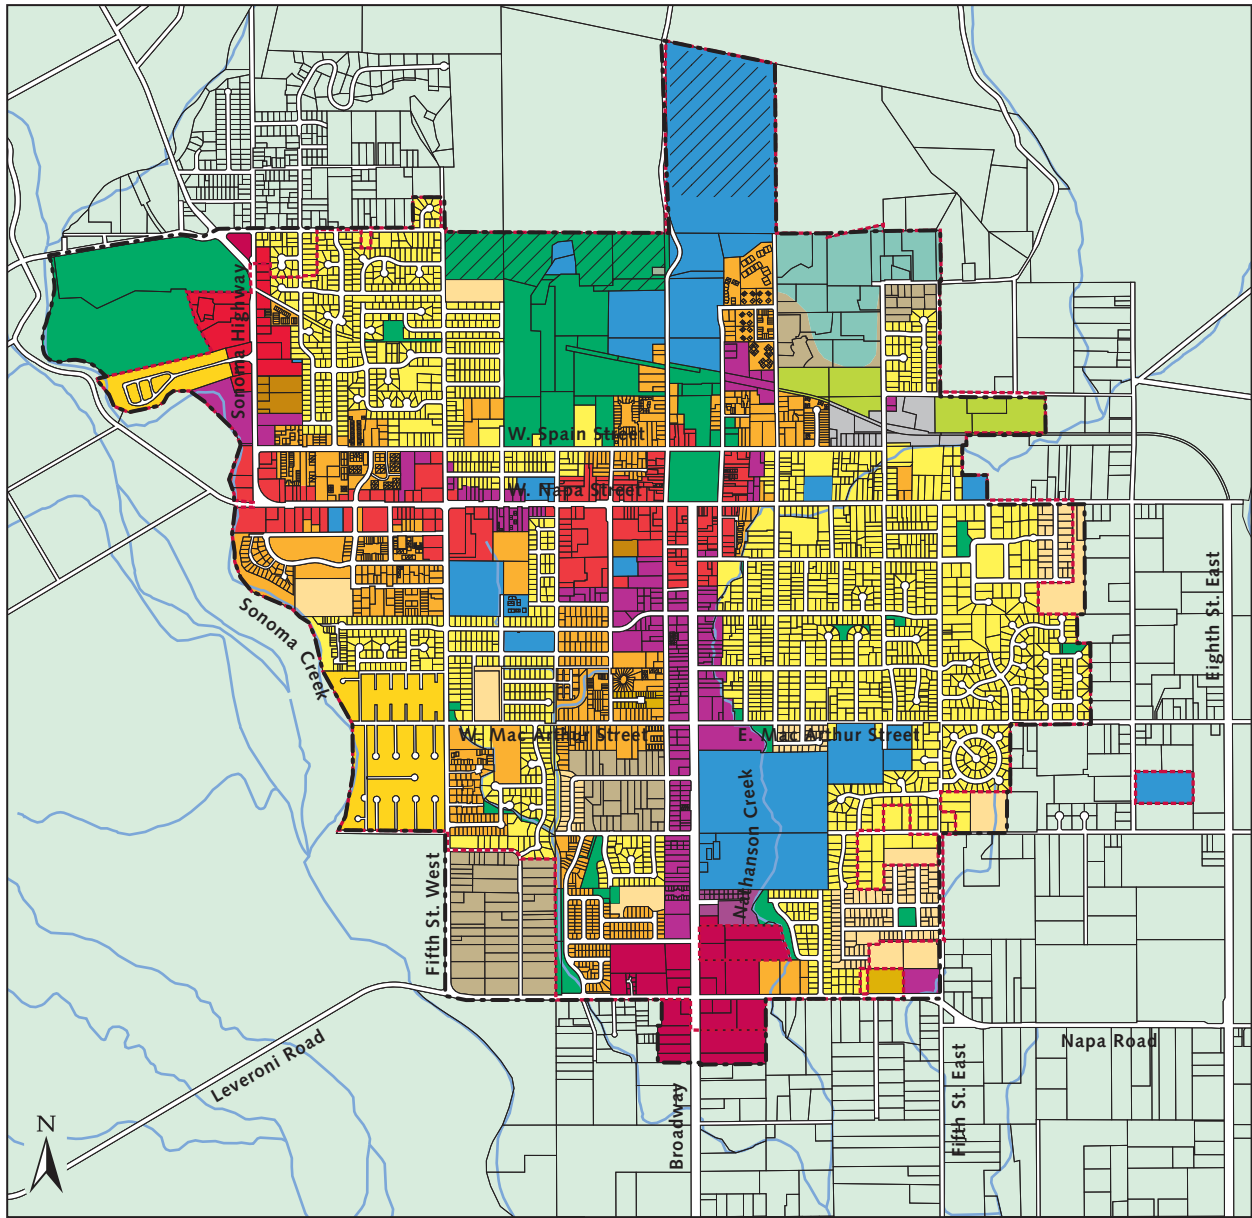 Sonoma Highway
W. Spain Street
W. Napa Street
Sonoma Creek
Eighth St. East
W. Mac Arthur Street
E. Mac Arthur Street
Nathanson Creek
Fifth St. West
Leveroni Road
Napa Road
Broadway
Fifth St. East
N